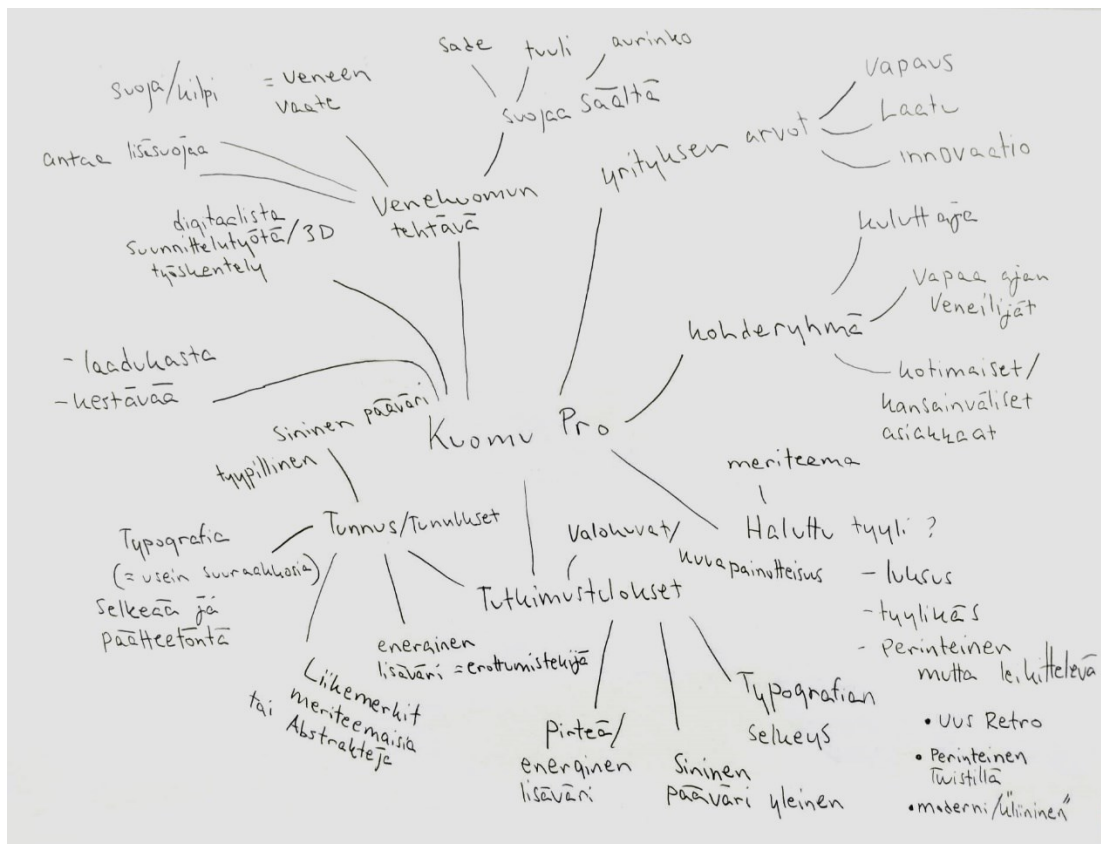 sade
tuuli
aurinko
suojaa säältä
suoja/kilpi
= veneen
vaate
antaa lisäsuojaa
Venekuomun
tehtävä
digitaalista
suunnittelutyötä/3D
työskentely
- laadukasta
- kestävää
yrityksen arvot
Vapaus
Laatu
innovaatio
kohderyhmä
kuluttaja
Vapaa ajan
Veneilijät
kotimaiset/
kansainväliset
asiakkaat
Kuomu Pro
Sininen pääväri
tyypillinen
Tunnus/Tunnukset
Typografia
(= usein suuraakkosia)
Selkeää ja
päätteetöntä
Liikemerkit
meriteemaisia
tai Abstrakteja
energinen
lisäväri = erottumistekijä
Tutkimustulokset
Valokuvat/
kuvapainotteisus
Pirteä/
energinen
lisäväri
Sininen
pääväri yleinen
Typografian
Selkeys
meriteema
Haluttu tyyli ?
- luksus
- tyylikäs
- Perinteinen
mutta leikittelevä
• Uus Retro
• Perinteinen
Twistillä
• moderni/"kliininen"